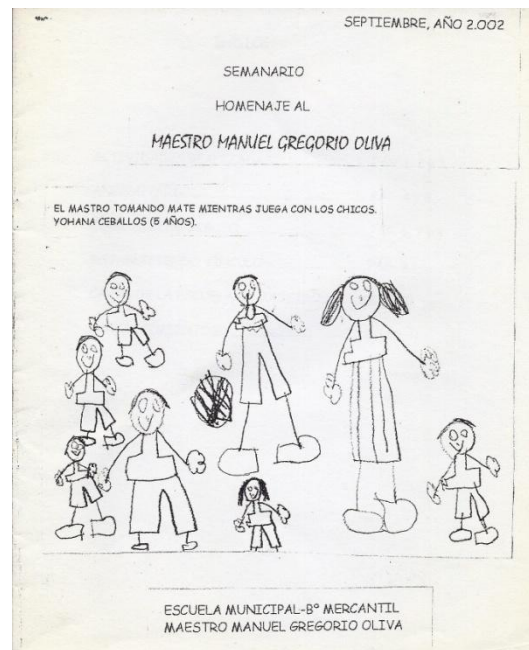 SEPTIEMBRE, AÑO 2.002
SEMANARIO
HOMENAJE AL
MAESTRO MANUEL GREGORIO OLIVA
EL MASTRO TOMANDO MATE MIENTRAS JUEGA CON LOS CHICOS.
YOHANA CEBALLOS (5 AÑOS).
ESCUELA MUNICIPAL-Bº MERCANTIL
MAESTRO MANUEL GREGORIO OLIVA